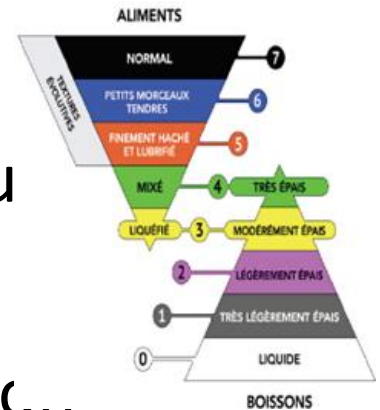 ALIMENTS
NORMAL
7
TEXTURES
ÉVOLUTIVES
PETITS MORCEAUX
TENDRES
6
FINEMENT HACHÉ
ET LUBRIFIÉ
5
u
MIXÉ
4
TRÈS ÉPAIS
LIQUÉFIÉ
3
MODÉRÉMENT ÉPAIS
2
LÉGÈREMENT ÉPAIS
1
TRÈS LÉGÈREMENT ÉPAIS
0
LIQUIDE
BOISSONS